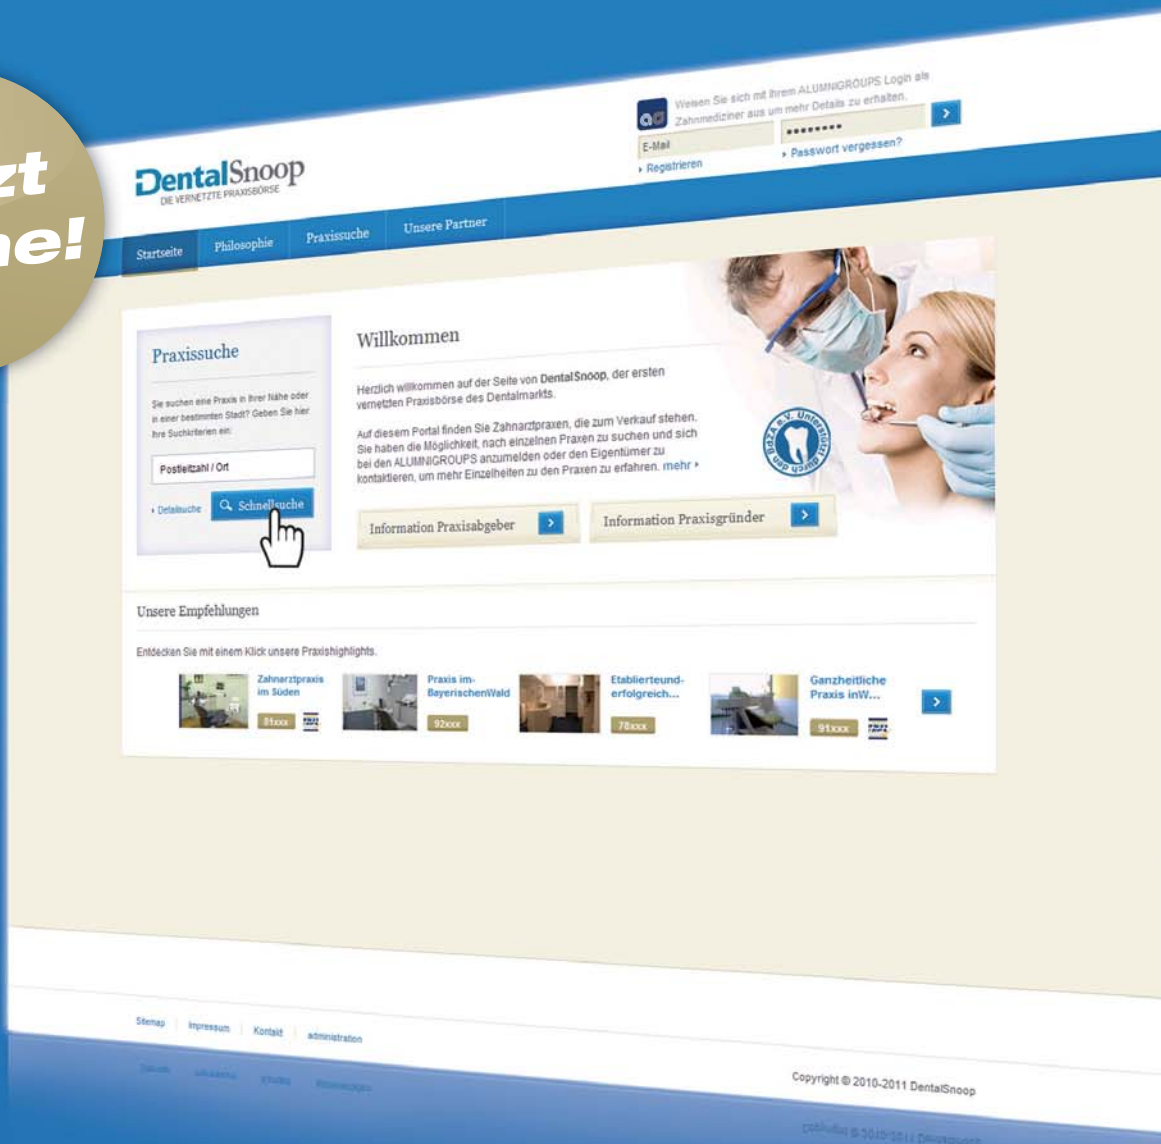 zt
ne!
Weisen Sie sich mit Ihrem ALUMNIGROUPS Login als
Zahnmediziner aus um mehr Details zu erhalten.
E-Mail
••••••••
Registrieren
Passwort vergessen?
DentalSnoop
DIE VERNETZTE PRAXISBÖRSE
Startseite
Philosophie
Praxissuche
Unsere Partner
Praxissuche
Sie suchen eine Praxis in Ihrer Nähe oder
in einer bestimmten Stadt? Geben Sie hier
Ihre Suchkriterien ein:
Postleitzahl / Ort
Detailsuche
Schnellsuche
Willkommen
Herzlich willkommen auf der Seite von DentalSnoop, der ersten
vernetzten Praxisbörse des Dentalmarkts.
Auf diesem Portal finden Sie Zahnarztpraxen, die zum Verkauf stehen.
Sie haben die Möglichkeit, nach einzelnen Praxen zu suchen und sich
bei den ALUMNIGROUPS anzumelden oder den Eigentümer zu
kontaktieren, um mehr Einzelheiten zu den Praxen zu erfahren. mehr
Unterstützt durch den BdZA e.V.
Information Praxisabgeber
Information Praxisgründer
Unsere Empfehlungen
Entdecken Sie mit einem Klick unsere Praxishighlights.
Zahnarztpraxis
im Süden
81xxx
Praxis im-
BayerischenWald
92xxx
Etablierteund-
erfolgreich...
78xxx
Ganzheitliche
Praxis inW...
91xxx
Sitemap
Impressum
Kontakt
administration
Copyright © 2010-2011 DentalSnoop